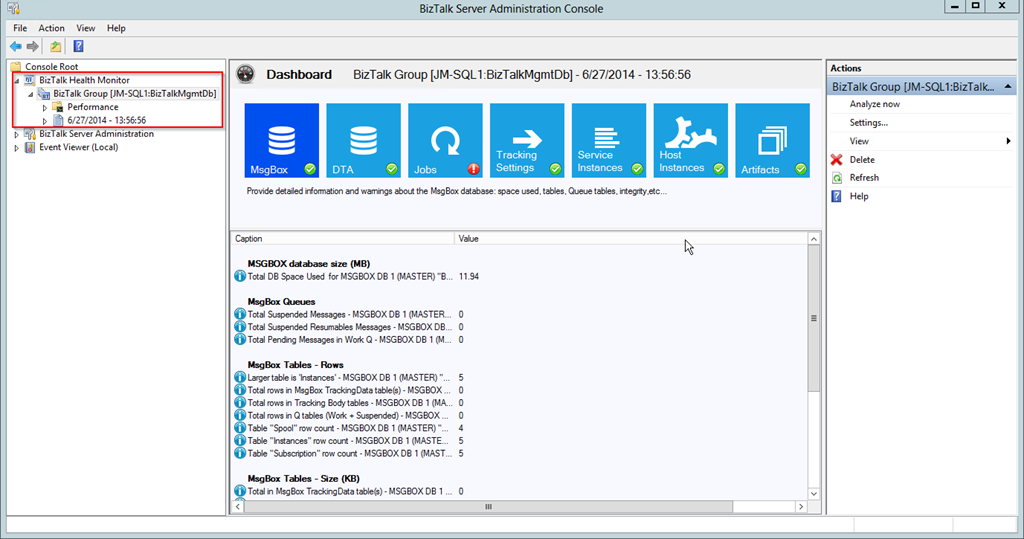 BizTalk Server Administration Console
File Action View Help
Console Root
BizTalk Health Monitor
BizTalk Group [JM-SQL1:BizTalkMgmtDb]
Performance
6/27/2014 - 13:56:56
BizTalk Server Administration
Event Viewer (Local)
Dashboard BizTalk Group [JM-SQL1:BizTalkMgmtDb] - 6/27/2014 - 13:56:56
MsgBox
DTA
Jobs
Tracking
Settings
Service
Instances
Host
Instances
Artifacts
Provide detailed information and warnings about the MsgBox database: space used, tables, Queue tables, integrity,etc...
Caption Value
MSGBOX database size (MB)
Total DB Space Used for MSGBOX DB 1 (MASTER) "B... 11.94
MsgBox Queues
Total Suspended Messages - MSGBOX DB 1 (MASTER... 0
Total Suspended Resumables Messages - MSGBOX DB... 0
Total Pending Messages in Work Q - MSGBOX DB 1 (M... 0
MsgBox Tables - Rows
Larger table is 'Instances' - MSGBOX DB 1 (MASTER) "... 5
Total rows in MsgBox TrackingData table(s) - MSGBOX ... 0
Total rows in Tracking Body tables - MSGBOX DB 1 (MA... 0
Total rows in Q tables (Work + Suspended) - MSGBOX ... 0
Table "Spool" row count - MSGBOX DB 1 (MASTER) "... 4
Table "Instances" row count - MSGBOX DB 1 (MASTE... 5
Table "Subscription" row count - MSGBOX DB 1 (MAST... 5
MsgBox Tables - Size (KB)
Total in MsgBox TrackingData table(s) - MSGBOX DB 1 ... 0
Actions
BizTalk Group [JM-SQL1:BizTalk...
Analyze now
Settings...
View
Delete
Refresh
Help